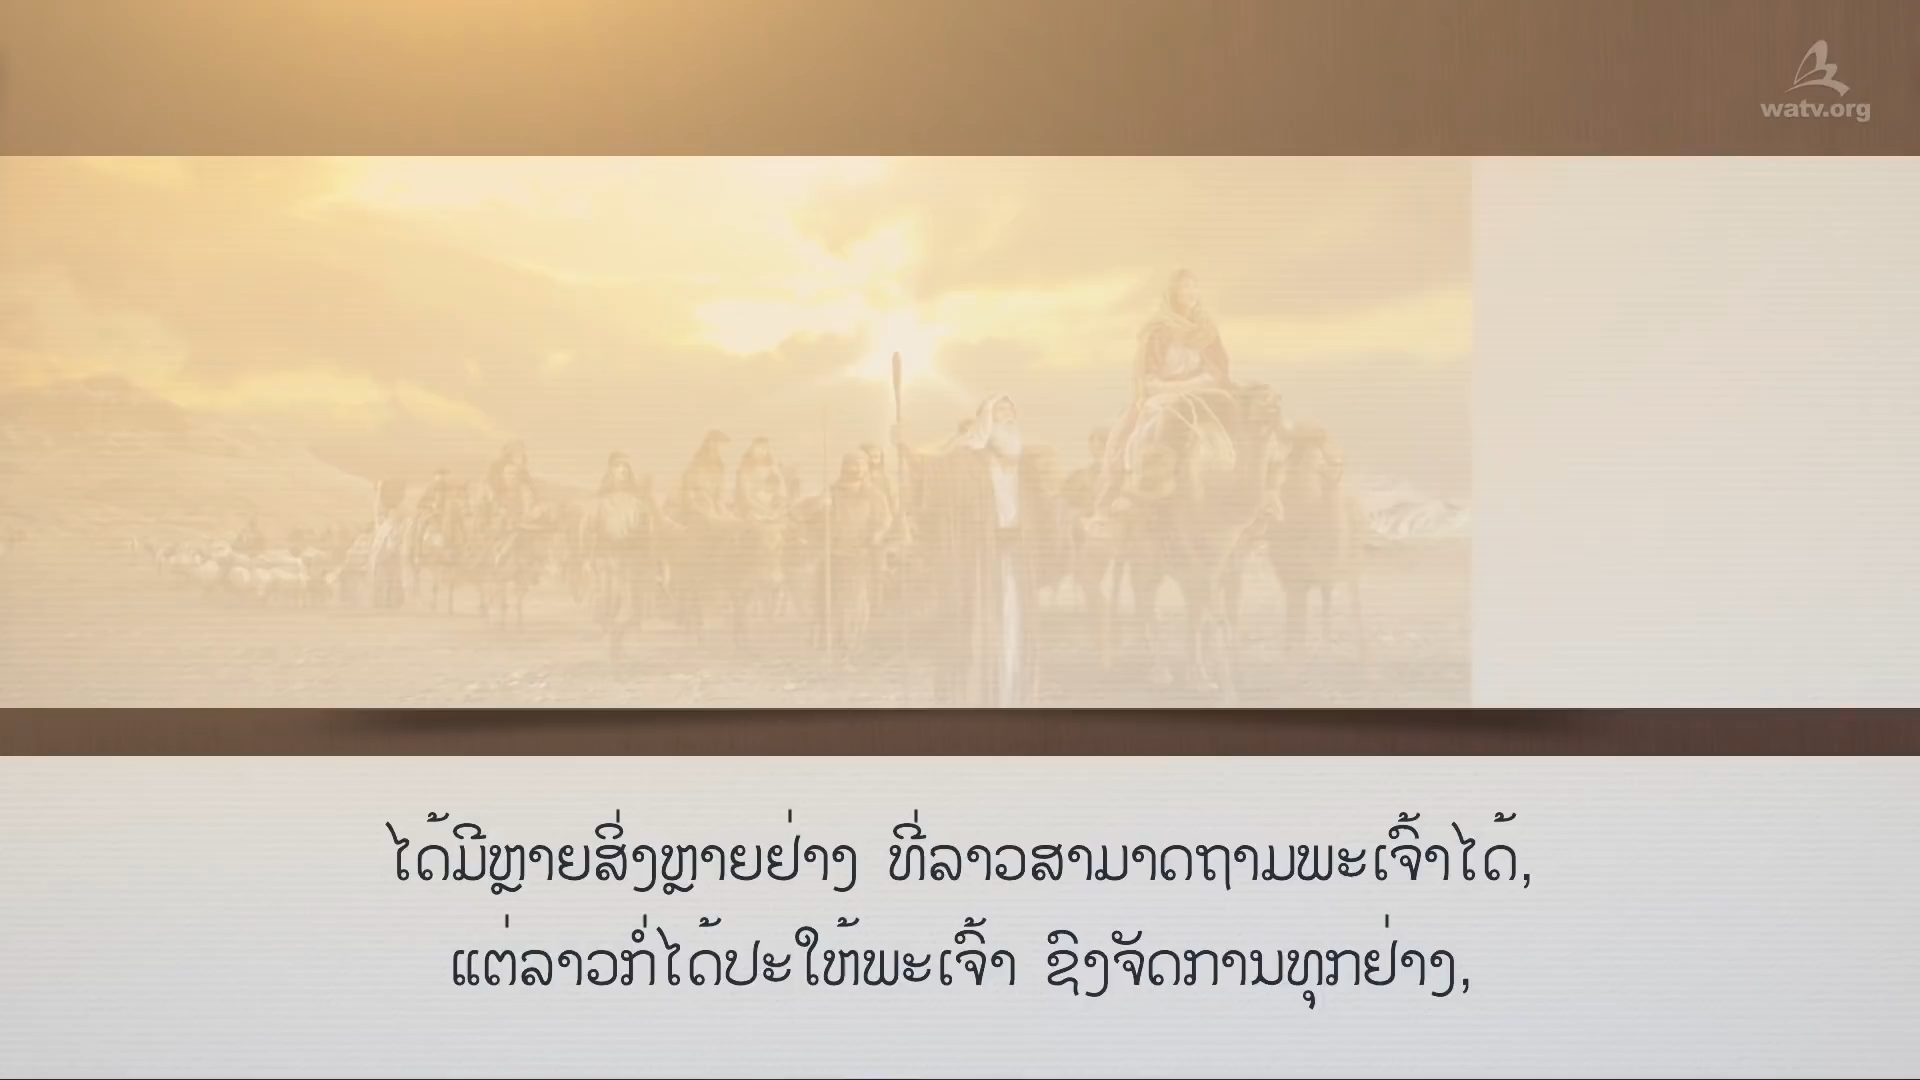 watv.org
ໄດ້ມີຫຼາຍສິ່ງຫຼາຍຢ່າງ ທີ່ລາວສາມາດຖາມພະເຈົ້າໄດ້,
ແຕ່ລາວກໍ່ໄດ້ປະໃຫ້ພະເຈົ້າ ຊົງຈັດການທຸກຢ່າງ,